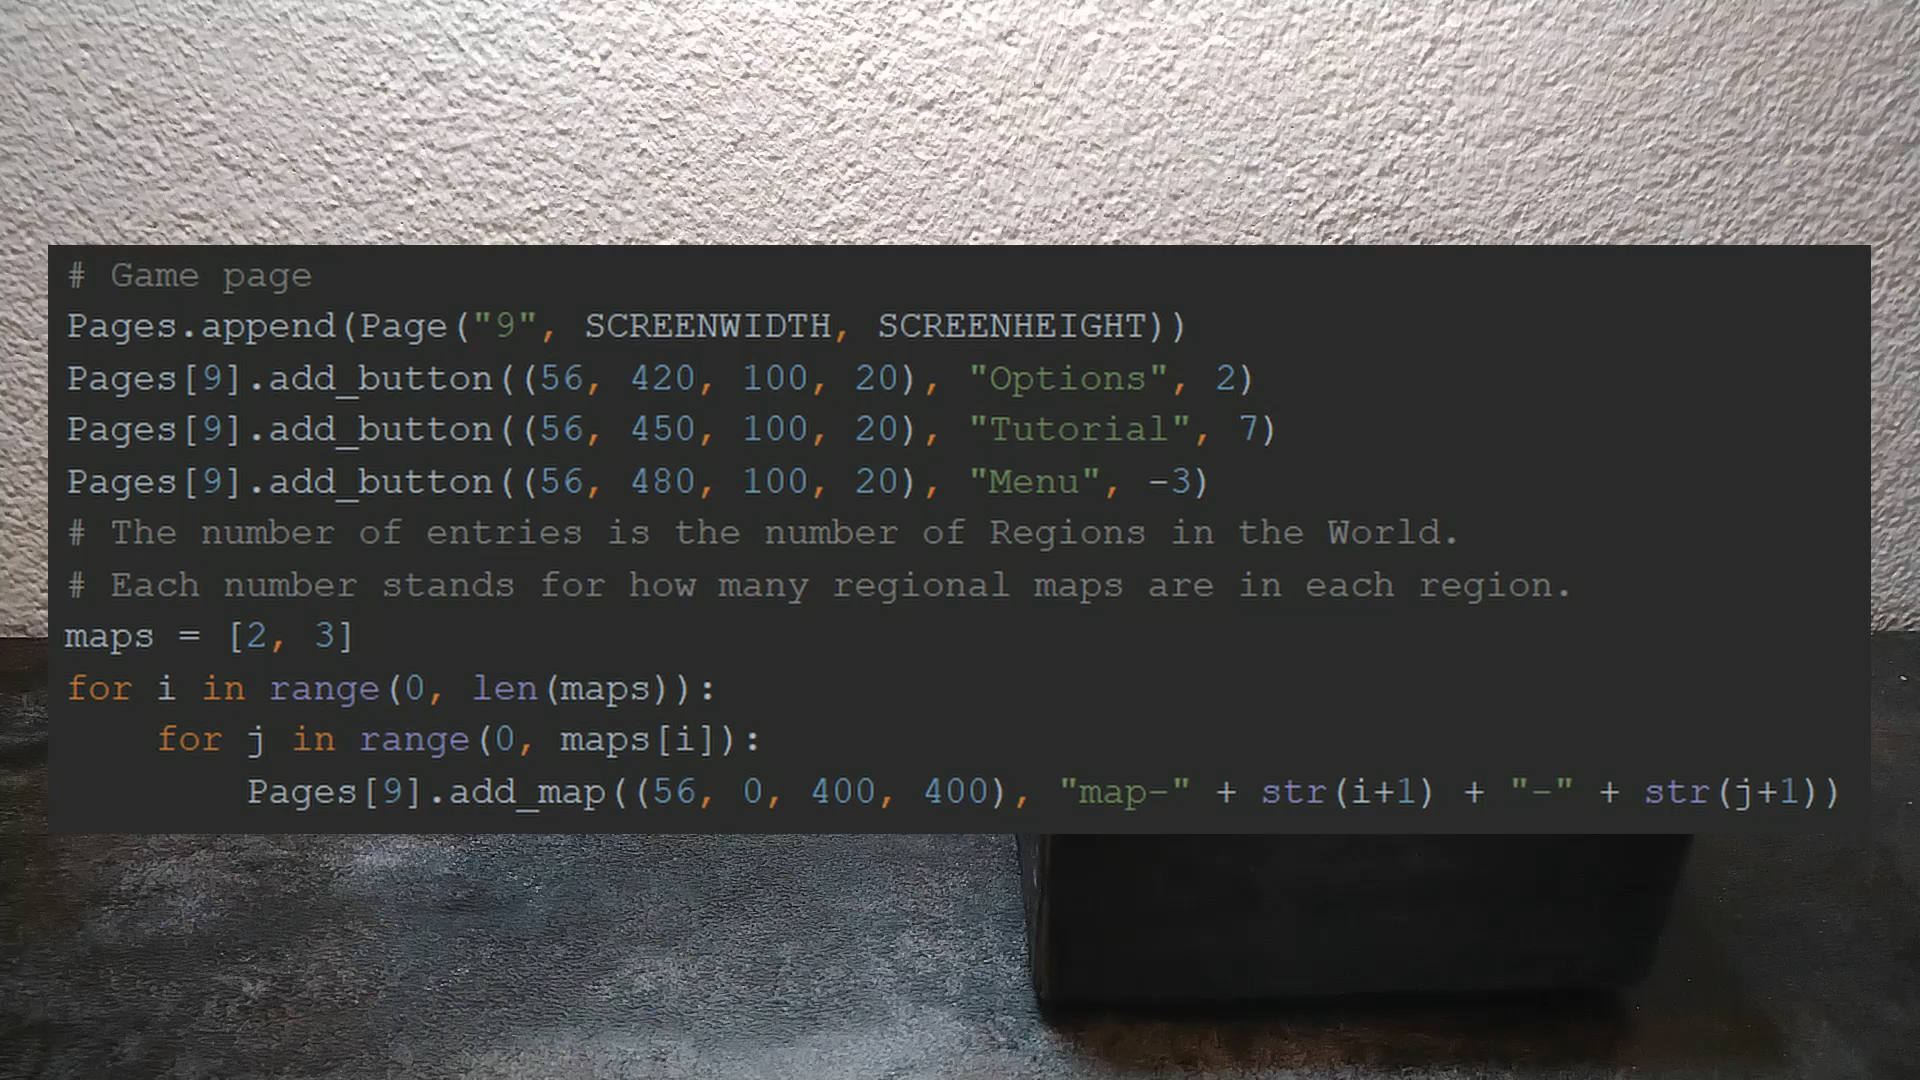 # Game page
Pages.append(Page("9", SCREENWIDTH, SCREENHEIGHT))
Pages[9].add_button((56, 420, 100, 20), "Options", 2)
Pages[9].add_button((56, 450, 100, 20), "Tutorial", 7)
Pages[9].add_button((56, 480, 100, 20), "Menu", -3)
# The number of entries is the number of Regions in the World.
# Each number stands for how many regional maps are in each region.
maps = [2, 3]
for i in range(0, len(maps)):
    for j in range(0, maps[i]):
        Pages[9].add_map((56, 0, 400, 400), "map-" + str(i+1) + "-" + str(j+1))